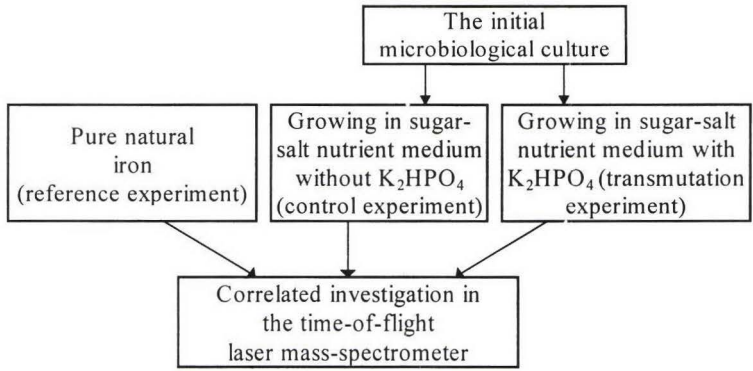 The initial
microbiological culture
Pure natural
iron
(reference experiment)
Growing in sugar-
salt nutrient medium
without K₂HPO₄
(control experiment)
Growing in sugar-salt
nutrient medium with
K₂HPO₄ (transmutation
experiment)
Correlated investigation in
the time-of-flight
laser mass-spectrometer